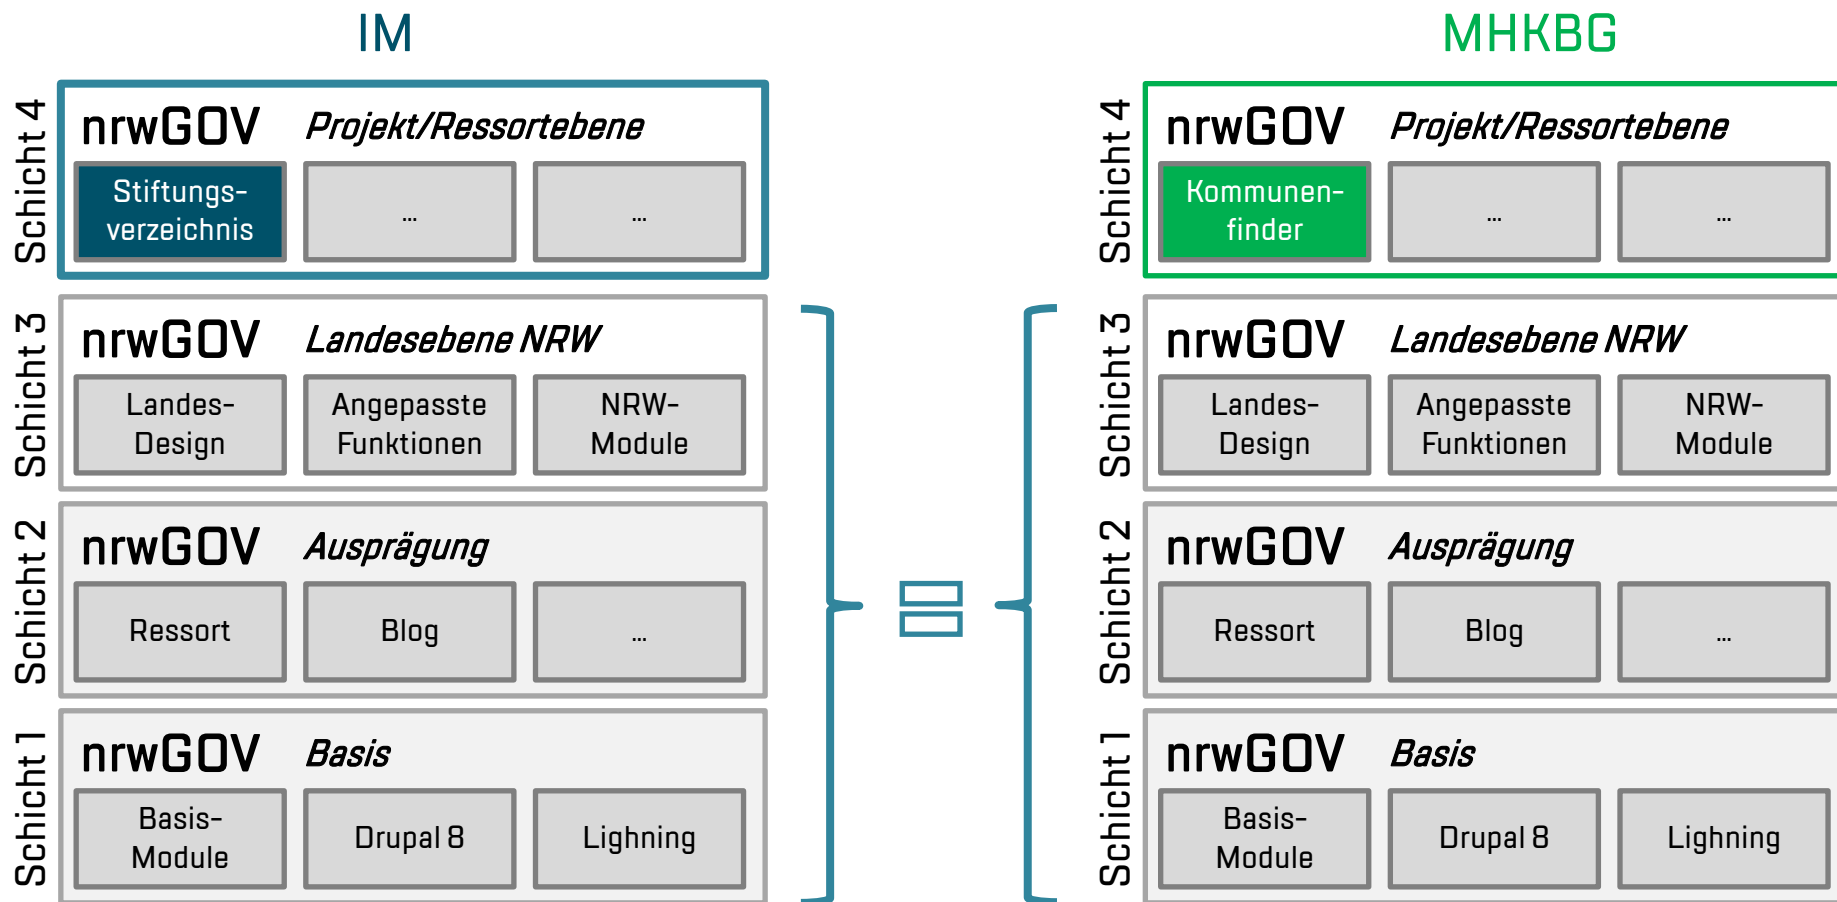 IM
Schicht 4
nrwGOV Projekt/Ressortebene
Stiftungs-
verzeichnis
...
...
Schicht 3
nrwGOV Landesebene NRW
Landes-
Design
Angepasste
Funktionen
NRW-
Module
Schicht 2
nrwGOV Ausprägung
Ressort
Blog
...
Schicht 1
nrwGOV Basis
Basis-
Module
Drupal 8
Lighning
MHKBG
Schicht 4
nrwGOV Projekt/Ressortebene
Kommunen-
finder
...
...
Schicht 3
nrwGOV Landesebene NRW
Landes-
Design
Angepasste
Funktionen
NRW-
Module
Schicht 2
nrwGOV Ausprägung
Ressort
Blog
...
Schicht 1
nrwGOV Basis
Basis-
Module
Drupal 8
Lighning